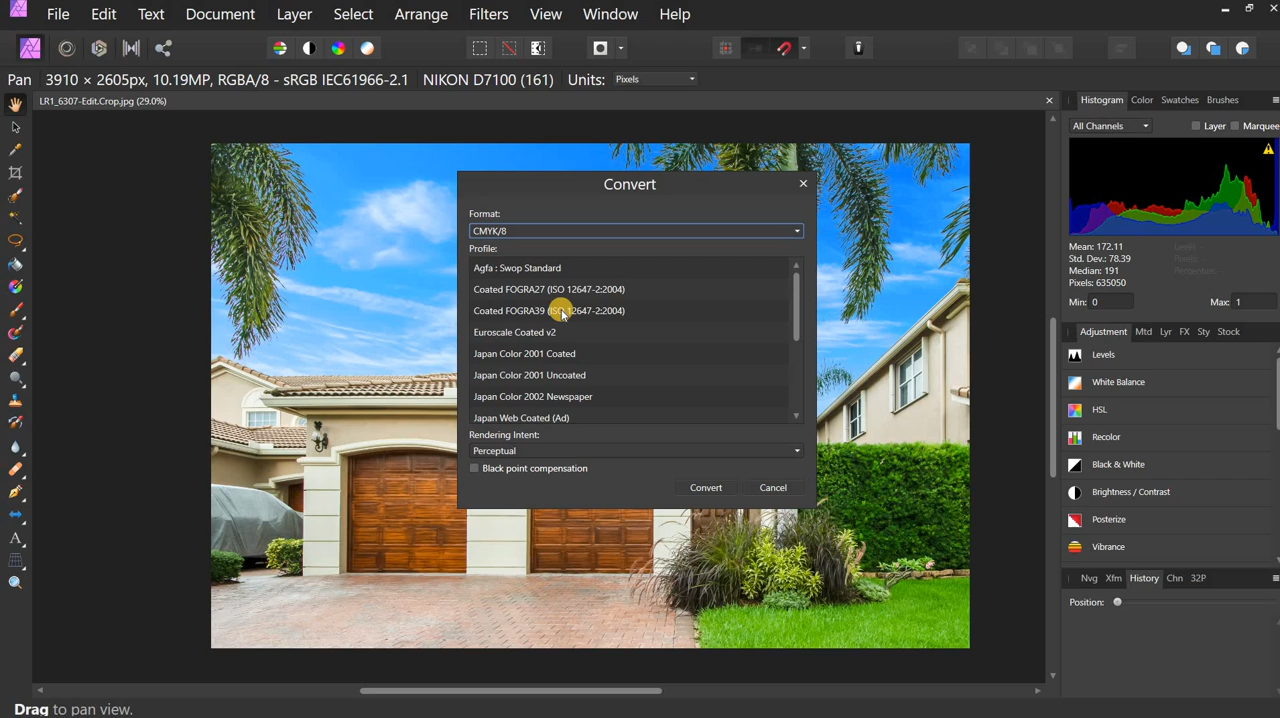 File Edit Text Document Layer Select Arrange Filters View Window Help
Pan 3910 × 2605px, 10.19MP, RGBA/8 - sRGB IEC61966-2.1 NIKON D7100 (161) Units: Pixels
LR1_6307-Edit.Crop.jpg (29.0%)
Histogram Color Swatches Brushes
All Channels Layer Marquee
Mean: 172.11
Std. Dev.: 78.39
Median: 191
Pixels: 635050
Levels -
Min: 0 Max: 1
Adjustment Mtd Lyr FX Sty Stock
Levels
White Balance
HSL
Recolor
Black & White
Brightness / Contrast
Posterize
Vibrance
Nvg Xfm History Chn 32P
Position:
Convert
Format:
CMYK/8
Profile:
Agfa : Swop Standard
Coated FOGRA27 (ISO 12647-2:2004)
Coated FOGRA39 (ISO 12647-2:2004)
Euroscale Coated v2
Japan Color 2001 Coated
Japan Color 2001 Uncoated
Japan Color 2002 Newspaper
Japan Web Coated (Ad)
Rendering Intent:
Perceptual
Black point compensation
Convert Cancel
Drag to pan view.